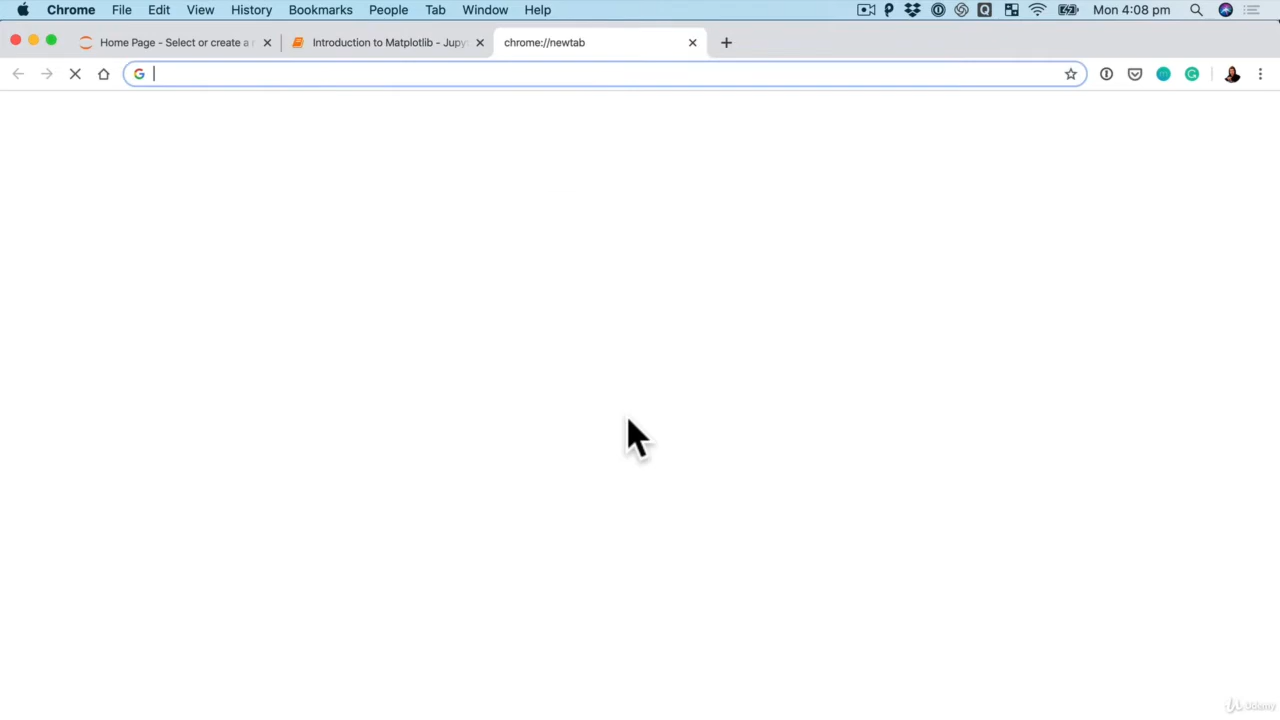 Chrome File Edit View History Bookmarks People Tab Window Help Mon 4:08 pm
Home Page - Select or create a Introduction to Matplotlib - Jupy chrome://newtab
Udemy